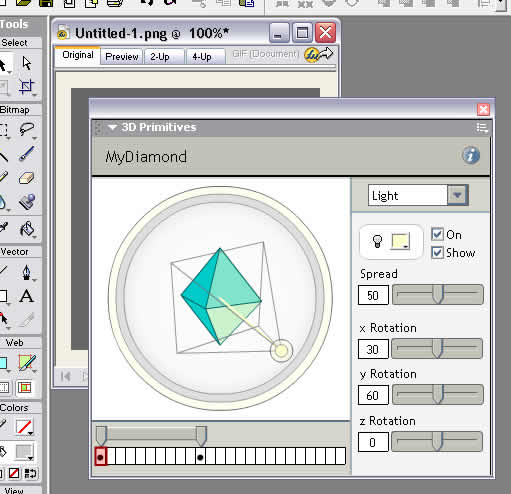 Tools
Select
Bitmap
Vector
A
Web
Colors
View
Untitled-1.png @ 100%*
Original
Preview
2-Up
4-Up
GIF (Document)
3D Primitives
MyDiamond
i
Light
On
Show
Spread
50
x Rotation
30
y Rotation
60
z Rotation
0